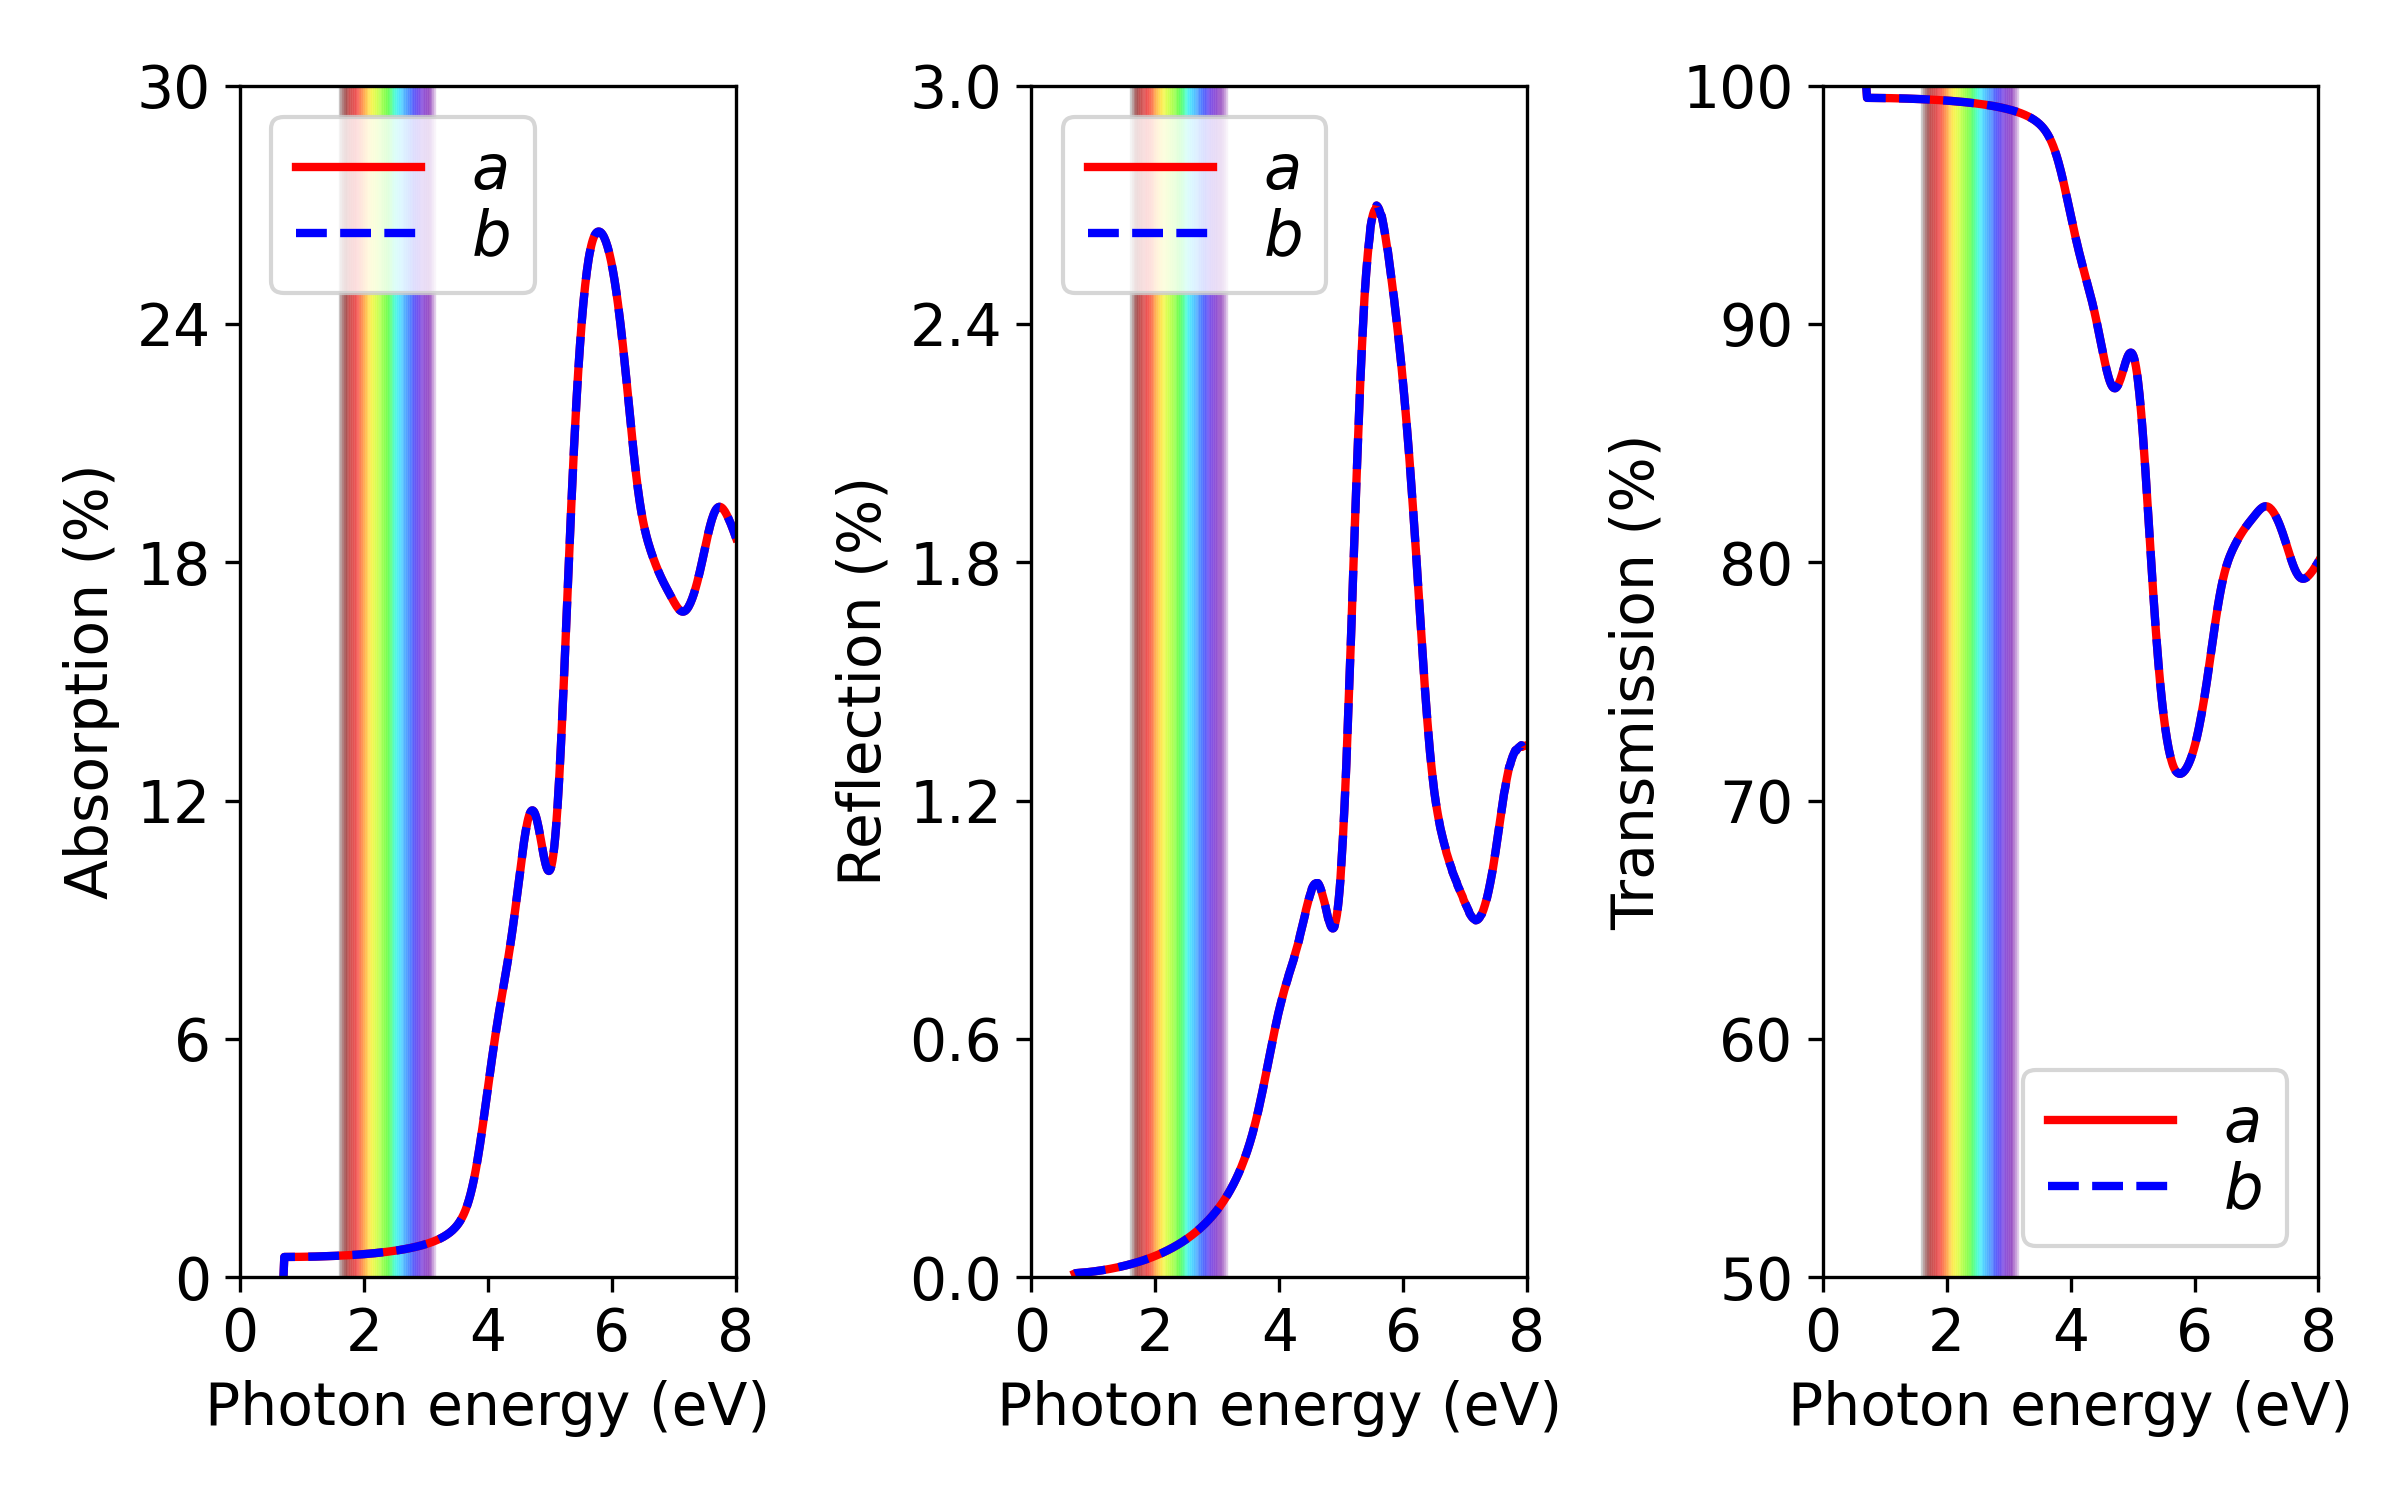 30
24
18
12
6
0
0 2 4 6 8
Absorption (%)
Photon energy (eV)
a
b
3.0
2.4
1.8
1.2
0.6
0.0
0 2 4 6 8
Reflection (%)
Photon energy (eV)
a
b
100
90
80
70
60
50
0 2 4 6 8
Transmission (%)
Photon energy (eV)
a
b